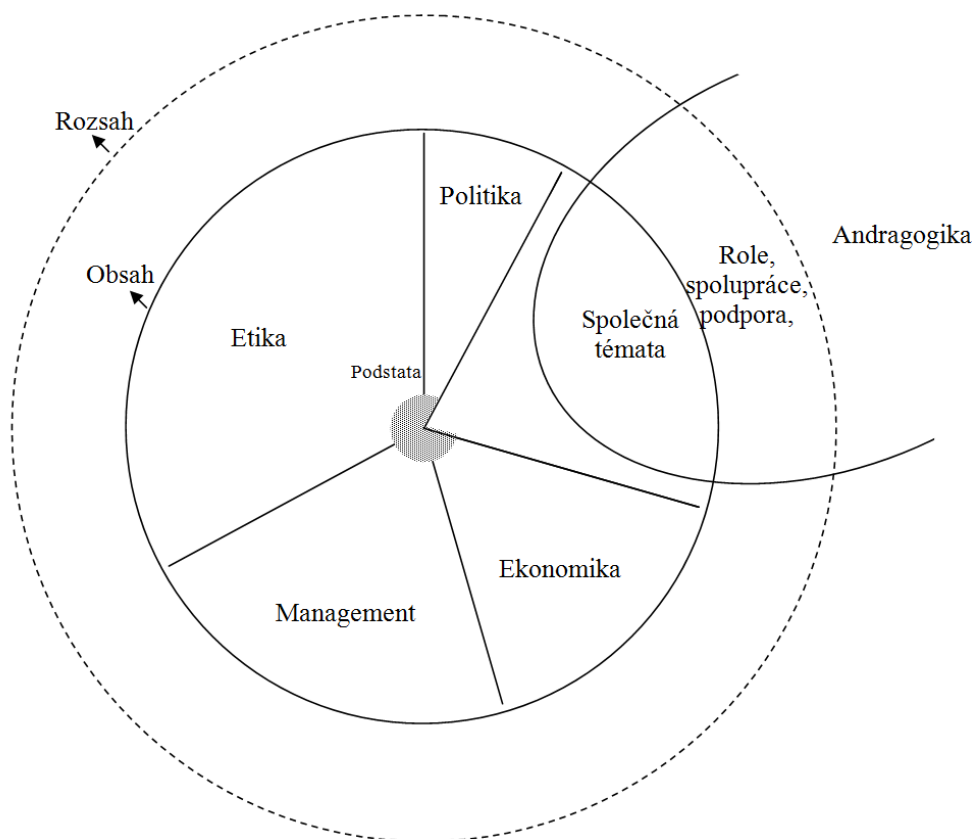 Rozsah
Politika
Andragogika
Role,
spolupráce,
podpora,
Obsah
Etika
Společná
témata
Podstata
Ekonomika
Management